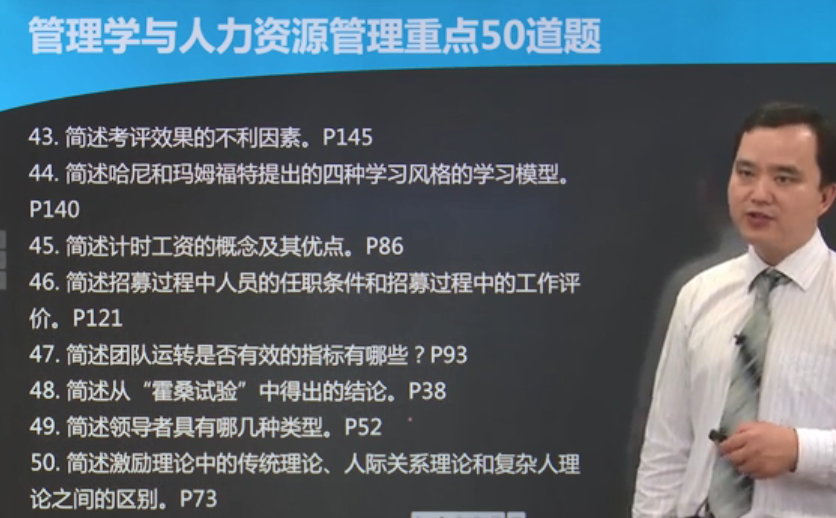 管理学与人力资源管理重点50道题
43. 简述考评效果的不利因素。P145
44. 简述哈尼和玛姆福特提出的四种学习风格的学习模型。
P140
45. 简述计时工资的概念及其优点。P86
46. 简述招募过程中人员的任职条件和招募过程中的工作评
价。P121
47. 简述团队运转是否有效的指标有哪些？P93
48. 简述从“霍桑试验”中得出的结论。P38
49. 简述领导者具有哪几种类型。P52
50. 简述激励理论中的传统理论、人际关系理论和复杂人理
论之间的区别。P73